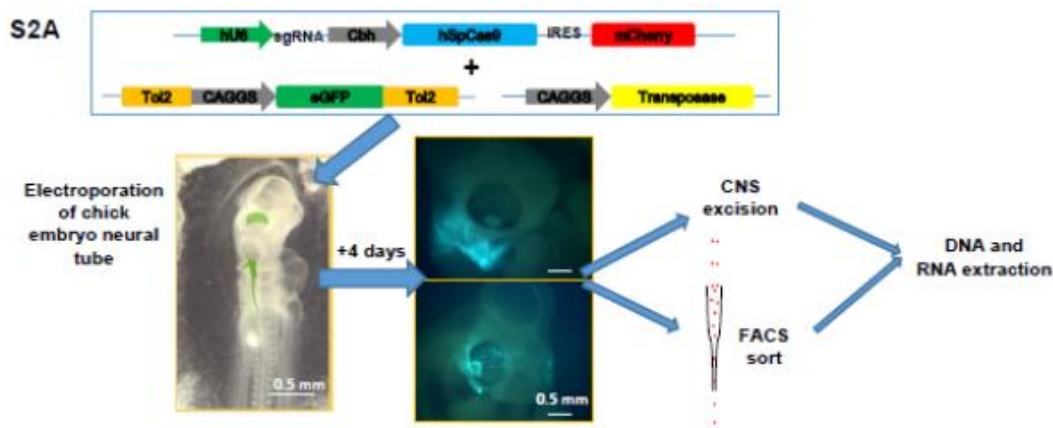 S2A
hU6 sgRNA Cbh hSpCas9 IRES mCherry
+
Tol2 CAGGS eGFP Tol2 CAGGS Transposase
Electroporation
of chick
embryo neural
tube
0.5 mm
+4 days
0.5 mm
CNS
excision
FACS
sort
DNA and
RNA extraction